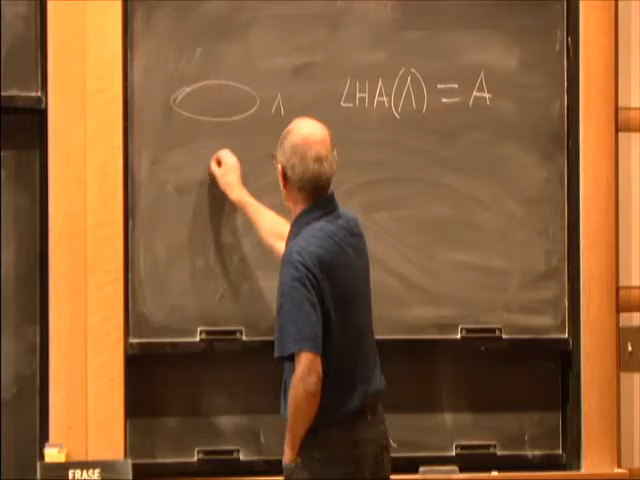 Λ LHA(Λ) = A
ERASE